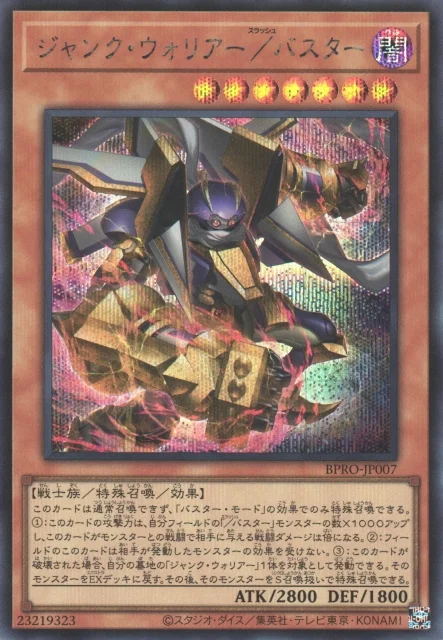 ジャンク・ウォリアー／バスター
スラッシュ
闇
BPRO-JP007
【戦士族／特殊召喚／効果】
このカードは通常召喚できず、「バスター・モード」の効果でのみ特殊召喚できる。
①:このカードの攻撃力は、自分フィールドの「／バスター」モンスターの数×1000アップ
し、このカードがモンスターとの戦闘で相手に与える戦闘ダメージは倍になる。②:フィー
ルドのこのカードは相手が発動したモンスターの効果を受けない。③:このカードが
破壊された場合、自分の墓地の「ジャンク・ウォリアー」1体を対象として発動できる。その
モンスターをEXデッキに戻す。その後、そのモンスターをS召喚扱いで特殊召喚できる。
ATK/2800 DEF/1800
23219323
©スタジオ・ダイス／集英社・テレビ東京・KONAMI